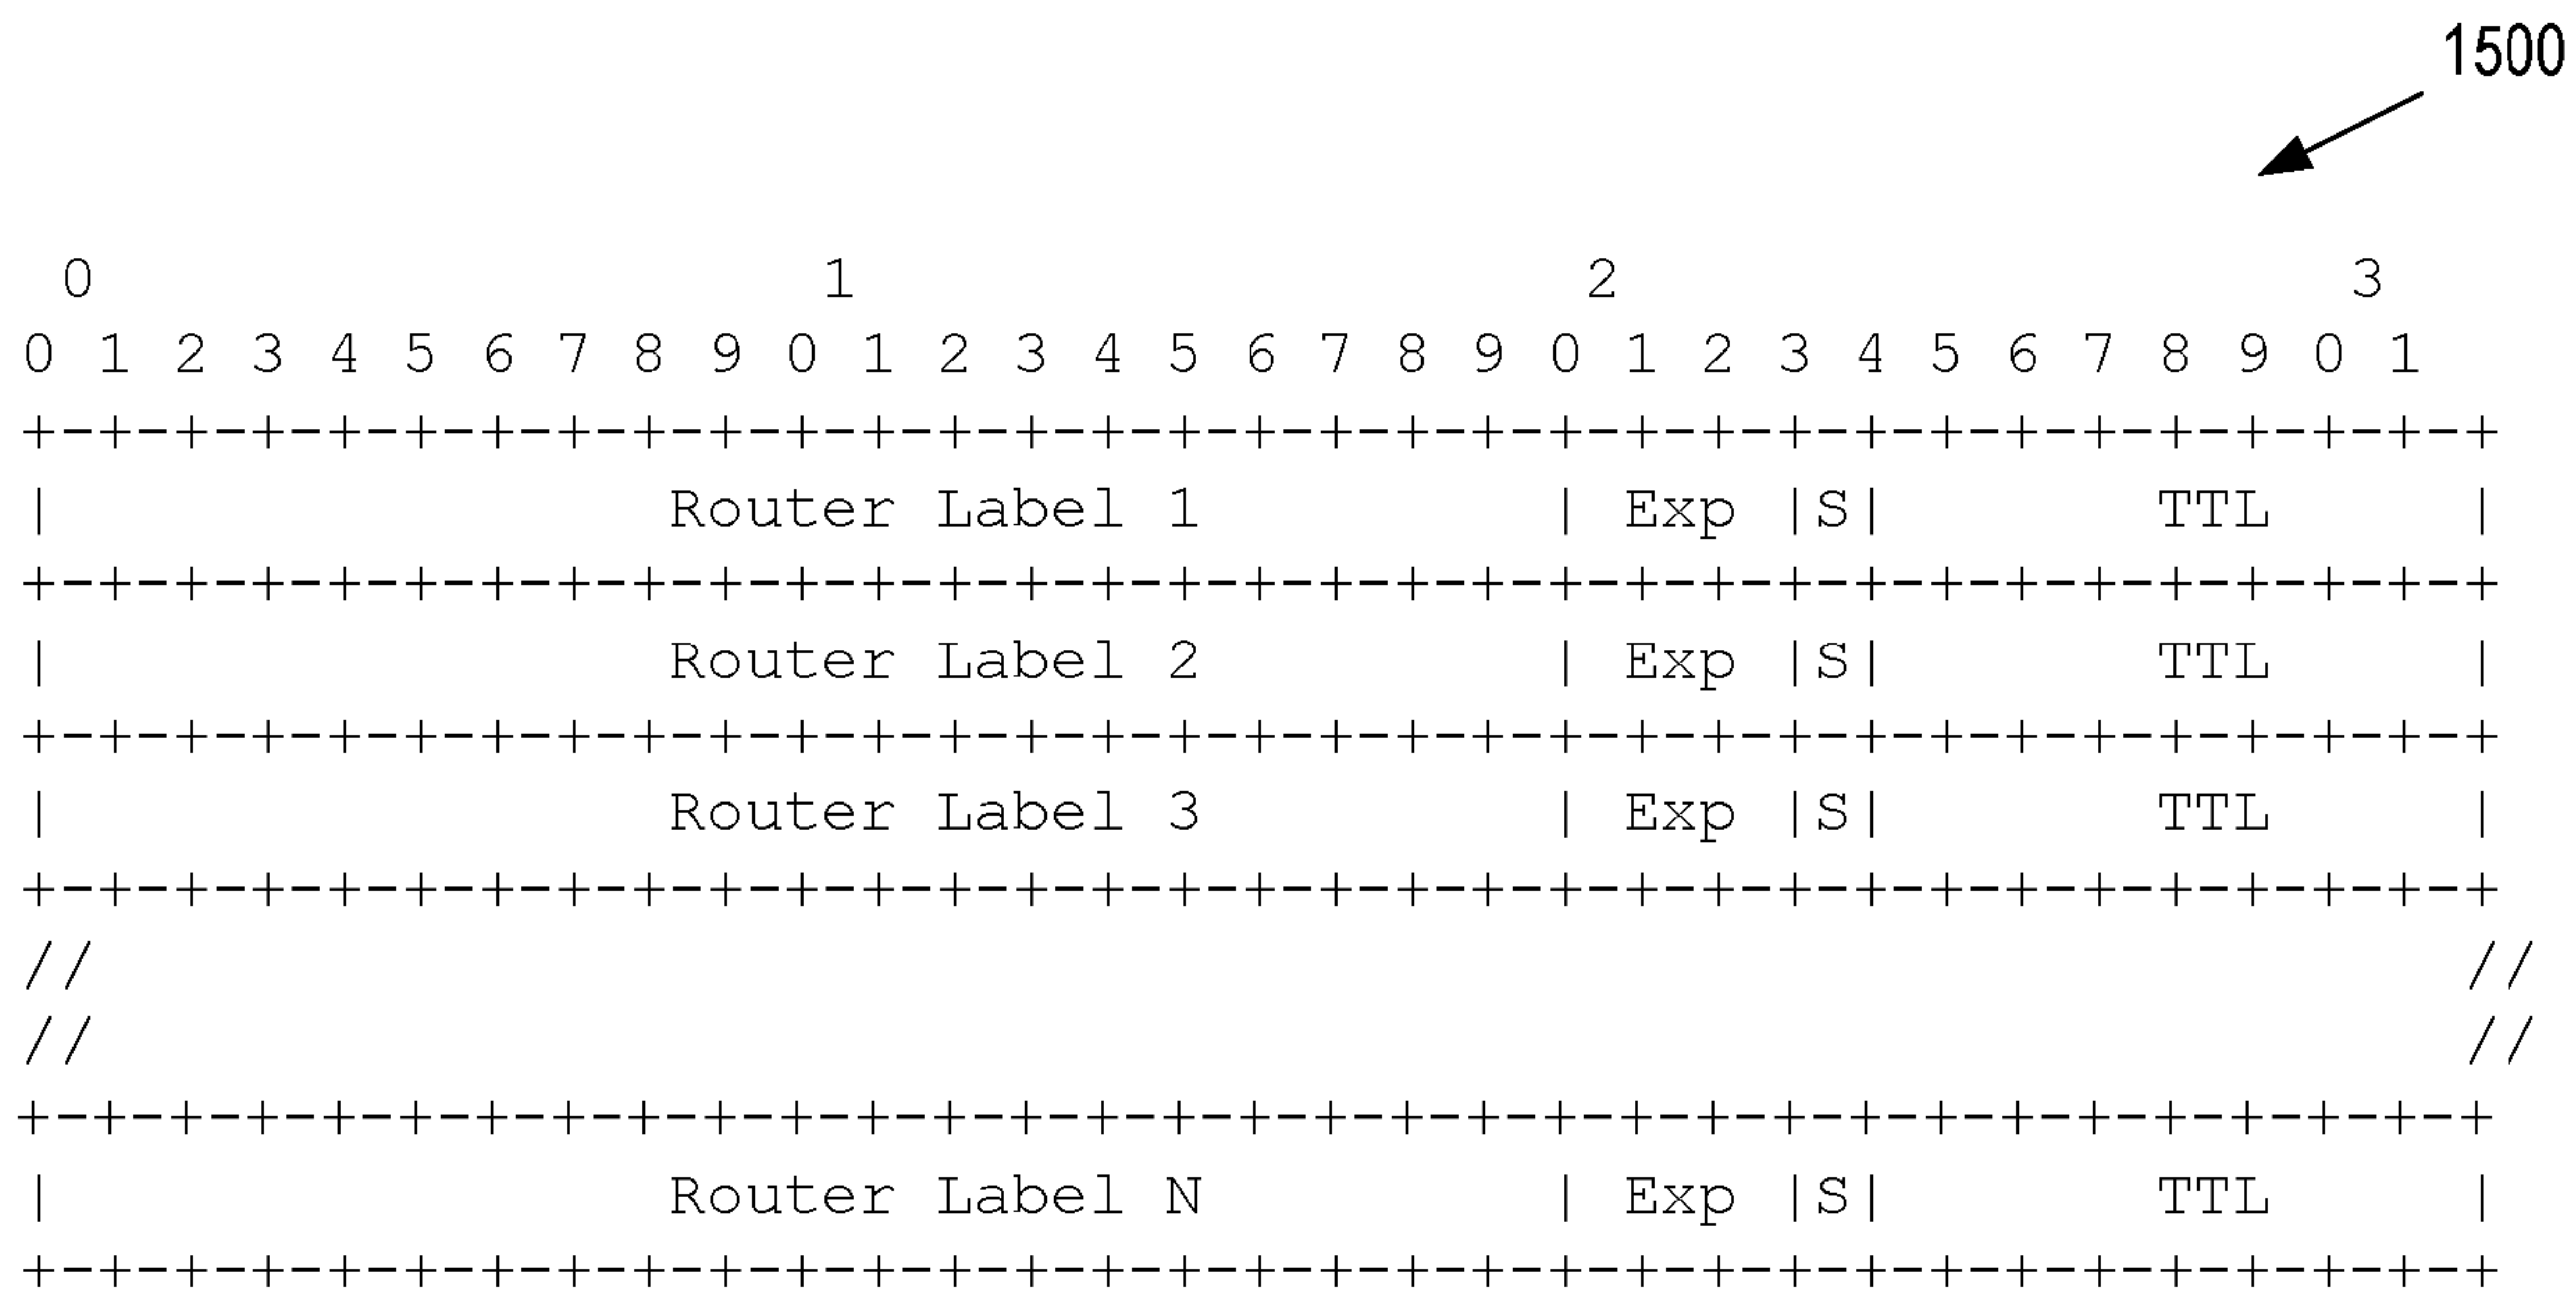 1500
0 1 2 3
0 1 2 3 4 5 6 7 8 9 0 1 2 3 4 5 6 7 8 9 0 1 2 3 4 5 6 7 8 9 0 1
+-+-+-+-+-+-+-+-+-+-+-+-+-+-+-+-+-+-+-+-+-+-+-+-+-+-+-+-+-+-+-+-+
| Router Label 1 | Exp |S| TTL |
+-+-+-+-+-+-+-+-+-+-+-+-+-+-+-+-+-+-+-+-+-+-+-+-+-+-+-+-+-+-+-+-+
| Router Label 2 | Exp |S| TTL |
+-+-+-+-+-+-+-+-+-+-+-+-+-+-+-+-+-+-+-+-+-+-+-+-+-+-+-+-+-+-+-+-+
| Router Label 3 | Exp |S| TTL |
+-+-+-+-+-+-+-+-+-+-+-+-+-+-+-+-+-+-+-+-+-+-+-+-+-+-+-+-+-+-+-+-+
// //
// //
+-+-+-+-+-+-+-+-+-+-+-+-+-+-+-+-+-+-+-+-+-+-+-+-+-+-+-+-+-+-+-+-+
| Router Label N | Exp |S| TTL |
+-+-+-+-+-+-+-+-+-+-+-+-+-+-+-+-+-+-+-+-+-+-+-+-+-+-+-+-+-+-+-+-+